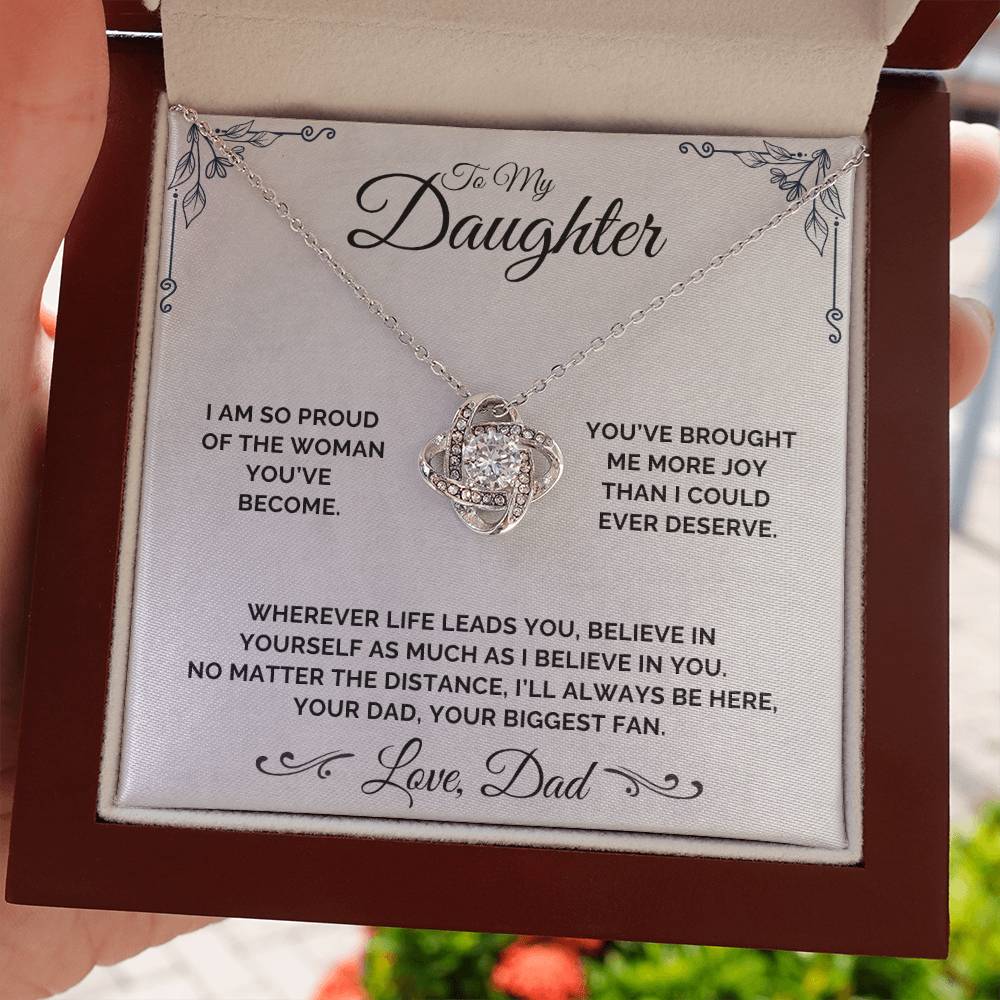 To My
Daughter
I AM SO PROUD
OF THE WOMAN
YOU’VE
BECOME.
YOU’VE BROUGHT
ME MORE JOY
THAN I COULD
EVER DESERVE.
WHEREVER LIFE LEADS YOU, BELIEVE IN
YOURSELF AS MUCH AS I BELIEVE IN YOU.
NO MATTER THE DISTANCE, I’LL ALWAYS BE HERE,
YOUR DAD, YOUR BIGGEST FAN.
Love, Dad